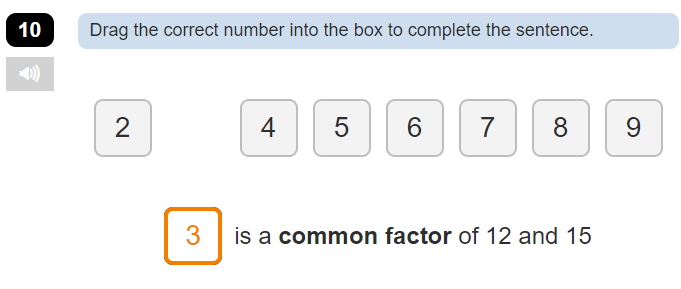 10 Drag the correct number into the box to complete the sentence.
2 4 5 6 7 8 9
3 is a common factor of 12 and 15